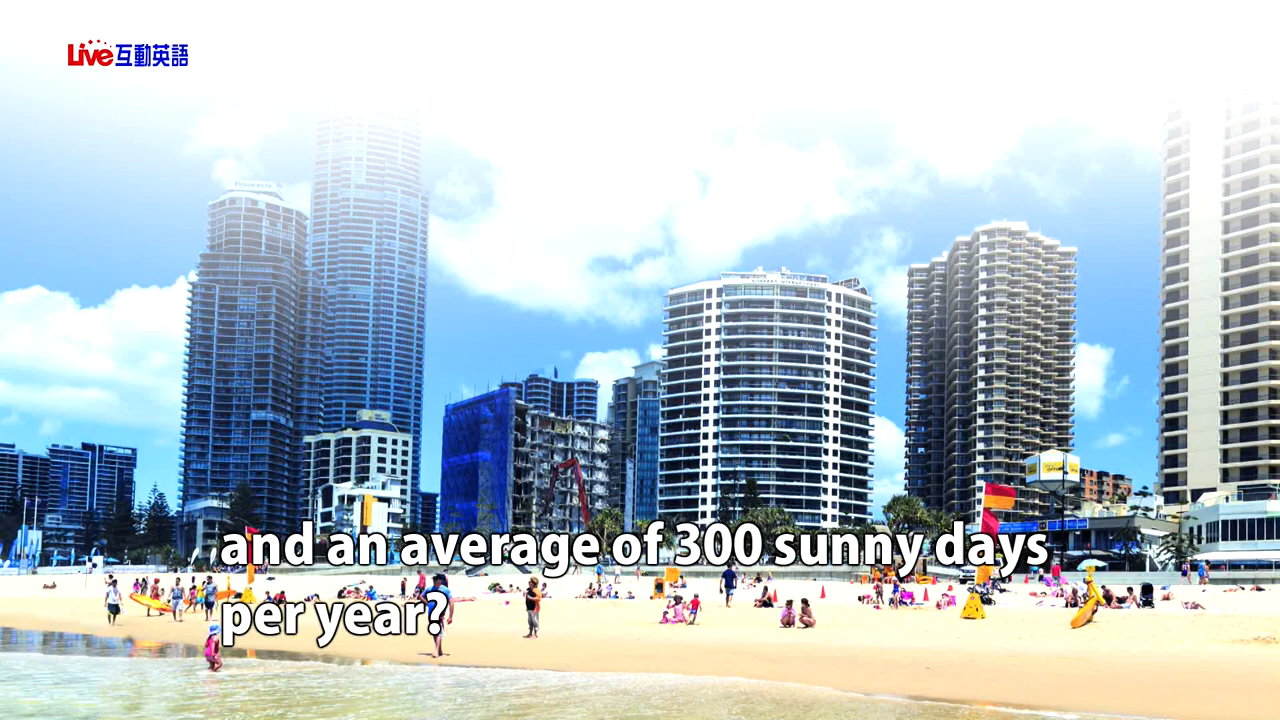 Live互動英語
and an average of 300 sunny days
per year?